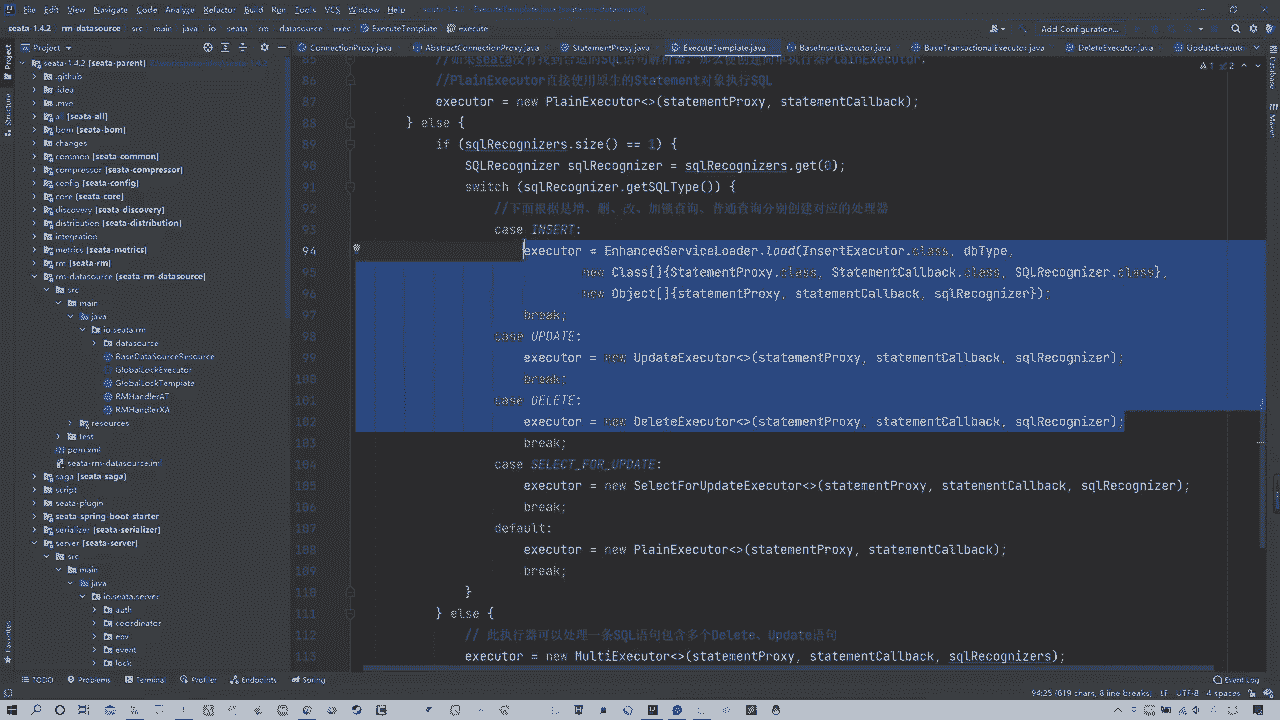 File Edit View Navigate Code Analyze Refactor Build Run Tools VCS Window Help
seata-1.4.2 rm-datasource src main java io seata rm datasource exec ExecuteTemplate execute
Add Configuration...
Project
ConnectionProxy.java AbstractConnectionProxy.java StatementProxy.java ExecuteTemplate.java BaseInsertExecutor.java BaseTransactionalExecutor.java DeleteExecutor.java
seata-1.4.2 [seata-parent]
.github
.idea
.mvn
all [seata-all]
bom [seata-bom]
changes
common [seata-common]
compressor [seata-compressor]
config [seata-config]
core [seata-core]
discovery [seata-discovery]
distribution [seata-distribution]
integration
metrics [seata-metrics]
rm [seata-rm]
rm-datasource [seata-rm-datasource]
src
main
java
io.seata.rm
datasource
BaseDataSourceResource
GlobalLockExecutor
GlobalLockTemplate
RMHandlerAT
RMHandlerXA
resources
test
pom.xml
seata-rm-datasource.iml
saga [seata-saga]
script
seata-plugin
seata-spring-boot-starter
serializer [seata-serializer]
server [seata-server]
src
main
java
io.seata.server
auth
coordinator
env
event
lock
85 //如果seata没有找到合适的SQL语句解析器，那么便创建简单执行器PlainExecutor，
86 //PlainExecutor直接使用原生的Statement对象执行SQL
87 executor = new PlainExecutor<>(statementProxy, statementCallback);
88 } else {
89 if (sqlRecognizers.size() == 1) {
90 SQLRecognizer sqlRecognizer = sqlRecognizers.get(0);
91 switch (sqlRecognizer.getSQLType()) {
92 //下面根据是增、删、改、加锁查询、普通查询分别创建对应的处理器
93 case INSERT:
94 executor = EnhancedServiceLoader.load(InsertExecutor.class, dbType,
95 new Class[]{StatementProxy.class, StatementCallback.class, SQLRecognizer.class},
96 new Object[]{statementProxy, statementCallback, sqlRecognizer});
97 break;
98 case UPDATE:
99 executor = new UpdateExecutor<>(statementProxy, statementCallback, sqlRecognizer);
100 break;
101 case DELETE:
102 executor = new DeleteExecutor<>(statementProxy, statementCallback, sqlRecognizer);
103 break;
104 case SELECT_FOR_UPDATE:
105 executor = new SelectForUpdateExecutor<>(statementProxy, statementCallback, sqlRecognizer);
106 break;
107 default:
108 executor = new PlainExecutor<>(statementProxy, statementCallback);
109 break;
110 }
111 } else {
112 // 此执行器可以处理一条SQL语句包含多个Delete、Update语句
113 executor = new MultiExecutor<>(statementProxy, statementCallback, sqlRecognizers);
TODO Problems Terminal Profiler Endpoints Spring
Event Log
94:25 (619 chars, 8 line breaks) LF UTF-8 4 spaces